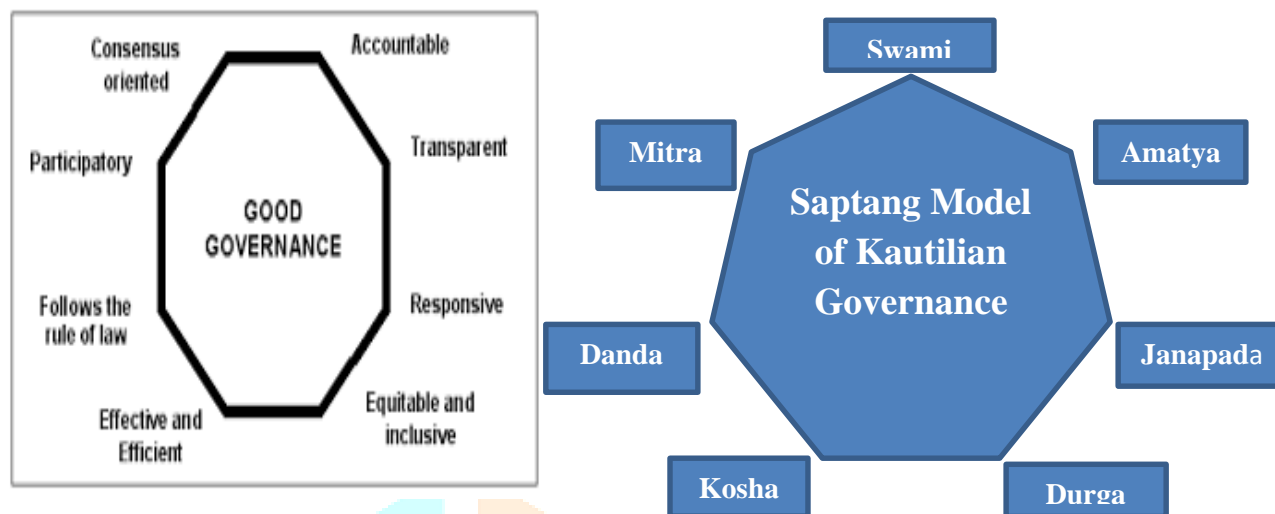 Consensus
oriented
Accountable
Participatory
Transparent
GOOD
GOVERNANCE
Follows the
rule of law
Responsive
Effective and
Efficient
Equitable and
inclusive
Swami
Mitra
Amatya
Saptang Model
of Kautilian
Governance
Danda
Janapada
Kosha
Durga